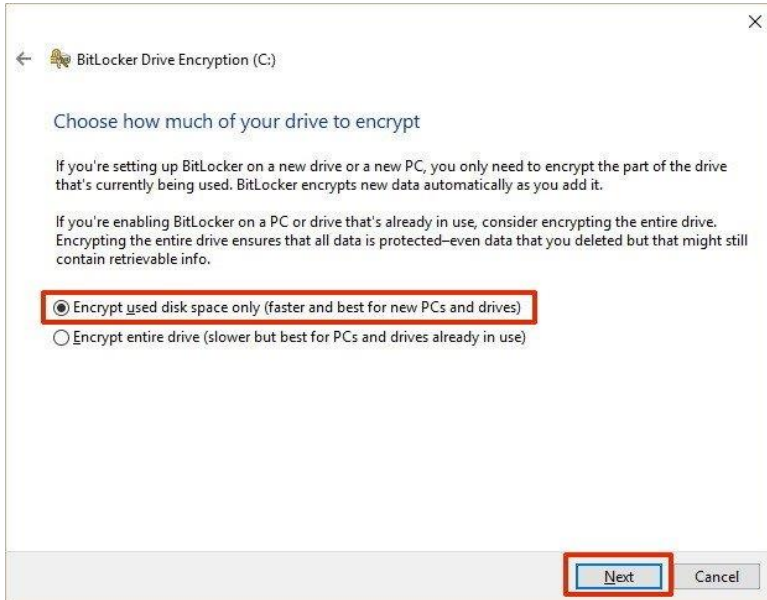 BitLocker Drive Encryption (C:)
Choose how much of your drive to encrypt
If you're setting up BitLocker on a new drive or a new PC, you only need to encrypt the part of the drive
that's currently being used. BitLocker encrypts new data automatically as you add it.
If you're enabling BitLocker on a PC or drive that's already in use, consider encrypting the entire drive.
Encrypting the entire drive ensures that all data is protected–even data that you deleted but that might still
contain retrievable info.
Encrypt used disk space only (faster and best for new PCs and drives)
Encrypt entire drive (slower but best for PCs and drives already in use)
Next Cancel